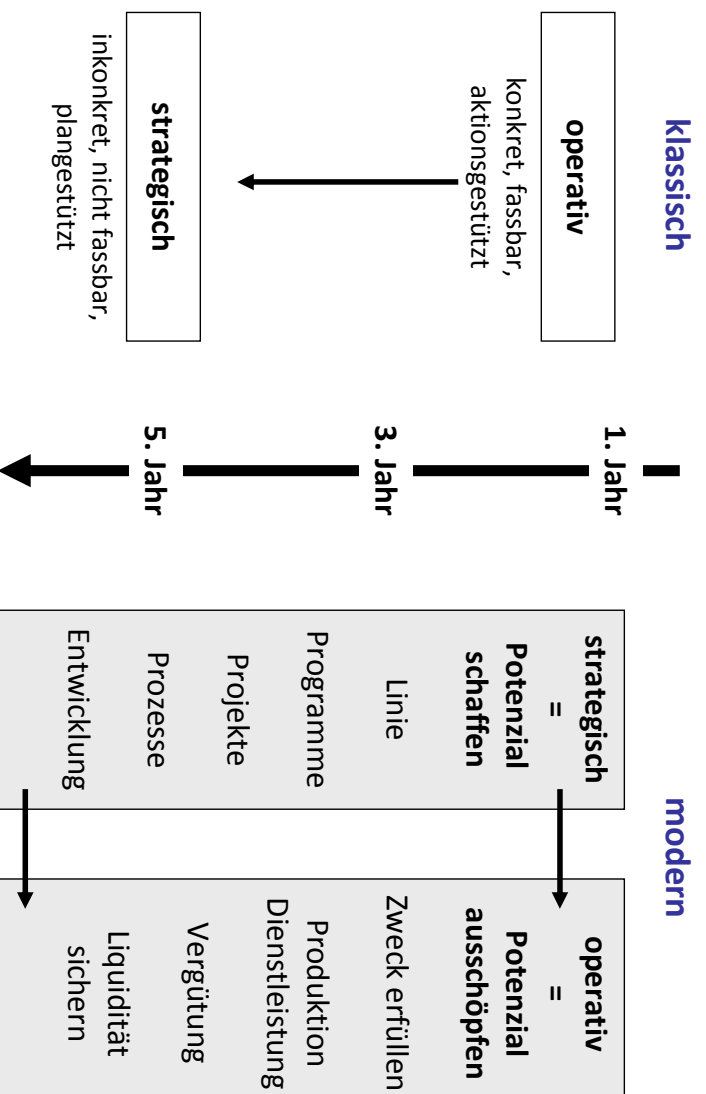 klassisch
operativ
konkret, fassbar,
aktionsgestützt
strategisch
inkonkret, nicht fassbar,
plangestützt
1. Jahr
3. Jahr
5. Jahr
modern
strategisch
=
Potenzial
schaffen
Linie
Programme
Projekte
Prozesse
Entwicklung
operativ
=
Potenzial
ausschöpfen
Zweck erfüllen
Produktion
Dienstleistung
Vergütung
Liquidität
sichern